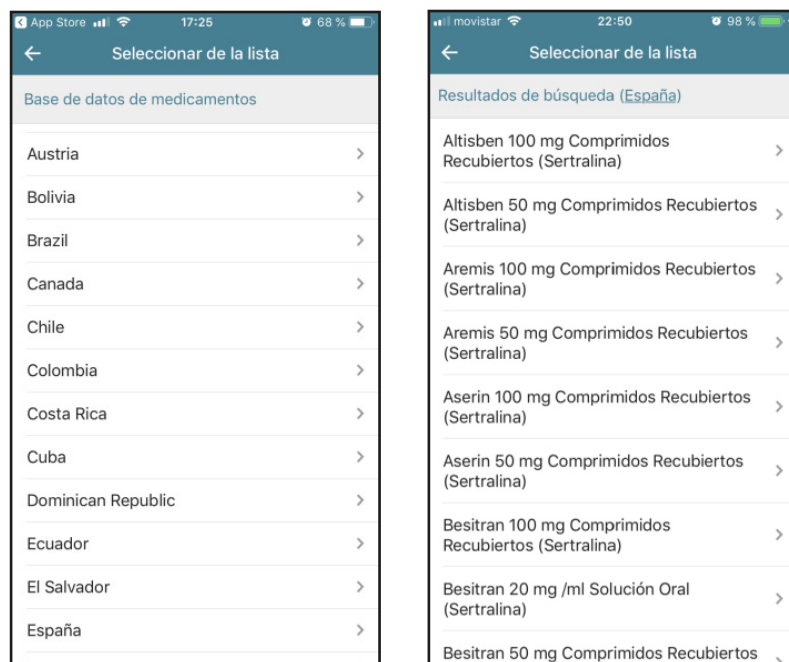 App Store 17:25 68 %
Seleccionar de la lista
Base de datos de medicamentos
Austria
Bolivia
Brazil
Canada
Chile
Colombia
Costa Rica
Cuba
Dominican Republic
Ecuador
El Salvador
España
movistar 22:50 98 %
Seleccionar de la lista
Resultados de búsqueda (España)
Altisben 100 mg Comprimidos
Recubiertos (Sertralina)
Altisben 50 mg Comprimidos Recubiertos
(Sertralina)
Aremis 100 mg Comprimidos Recubiertos
(Sertralina)
Aremis 50 mg Comprimidos Recubiertos
(Sertralina)
Aserin 100 mg Comprimidos Recubiertos
(Sertralina)
Aserin 50 mg Comprimidos Recubiertos
(Sertralina)
Besitran 100 mg Comprimidos
Recubiertos (Sertralina)
Besitran 20 mg /ml Solución Oral
(Sertralina)
Besitran 50 mg Comprimidos Recubiertos